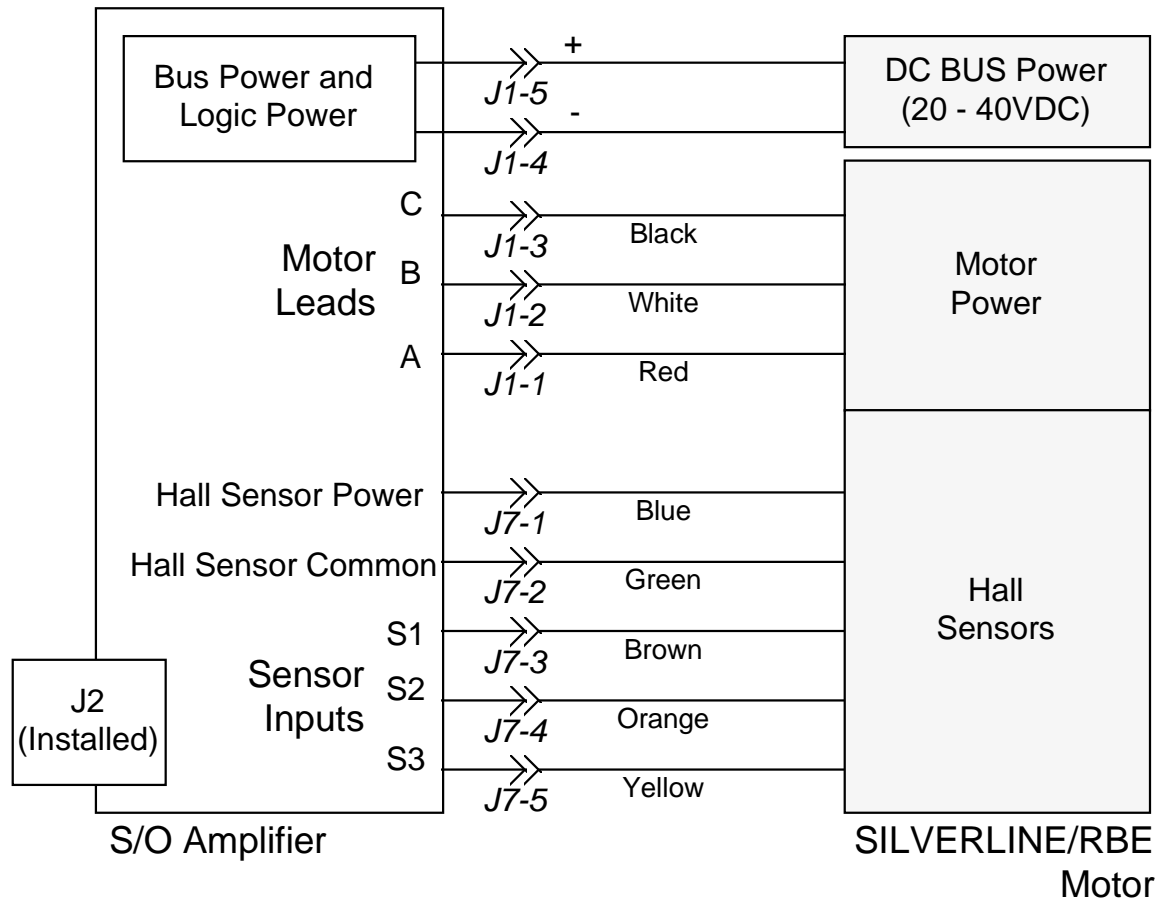 +
Bus Power and
Logic Power
J1-5
DC BUS Power
(20 - 40VDC)
-
J1-4
C
J1-3
Black
Motor
Leads
B
J1-2
White
A
J1-1
Red
Motor
Power
Hall Sensor Power
J7-1
Blue
Hall Sensor Common
J7-2
Green
Hall
Sensors
S1
J7-3
Brown
Sensor
Inputs
S2
J7-4
Orange
S3
J7-5
Yellow
J2
(Installed)
S/O Amplifier
SILVERLINE/RBE
Motor